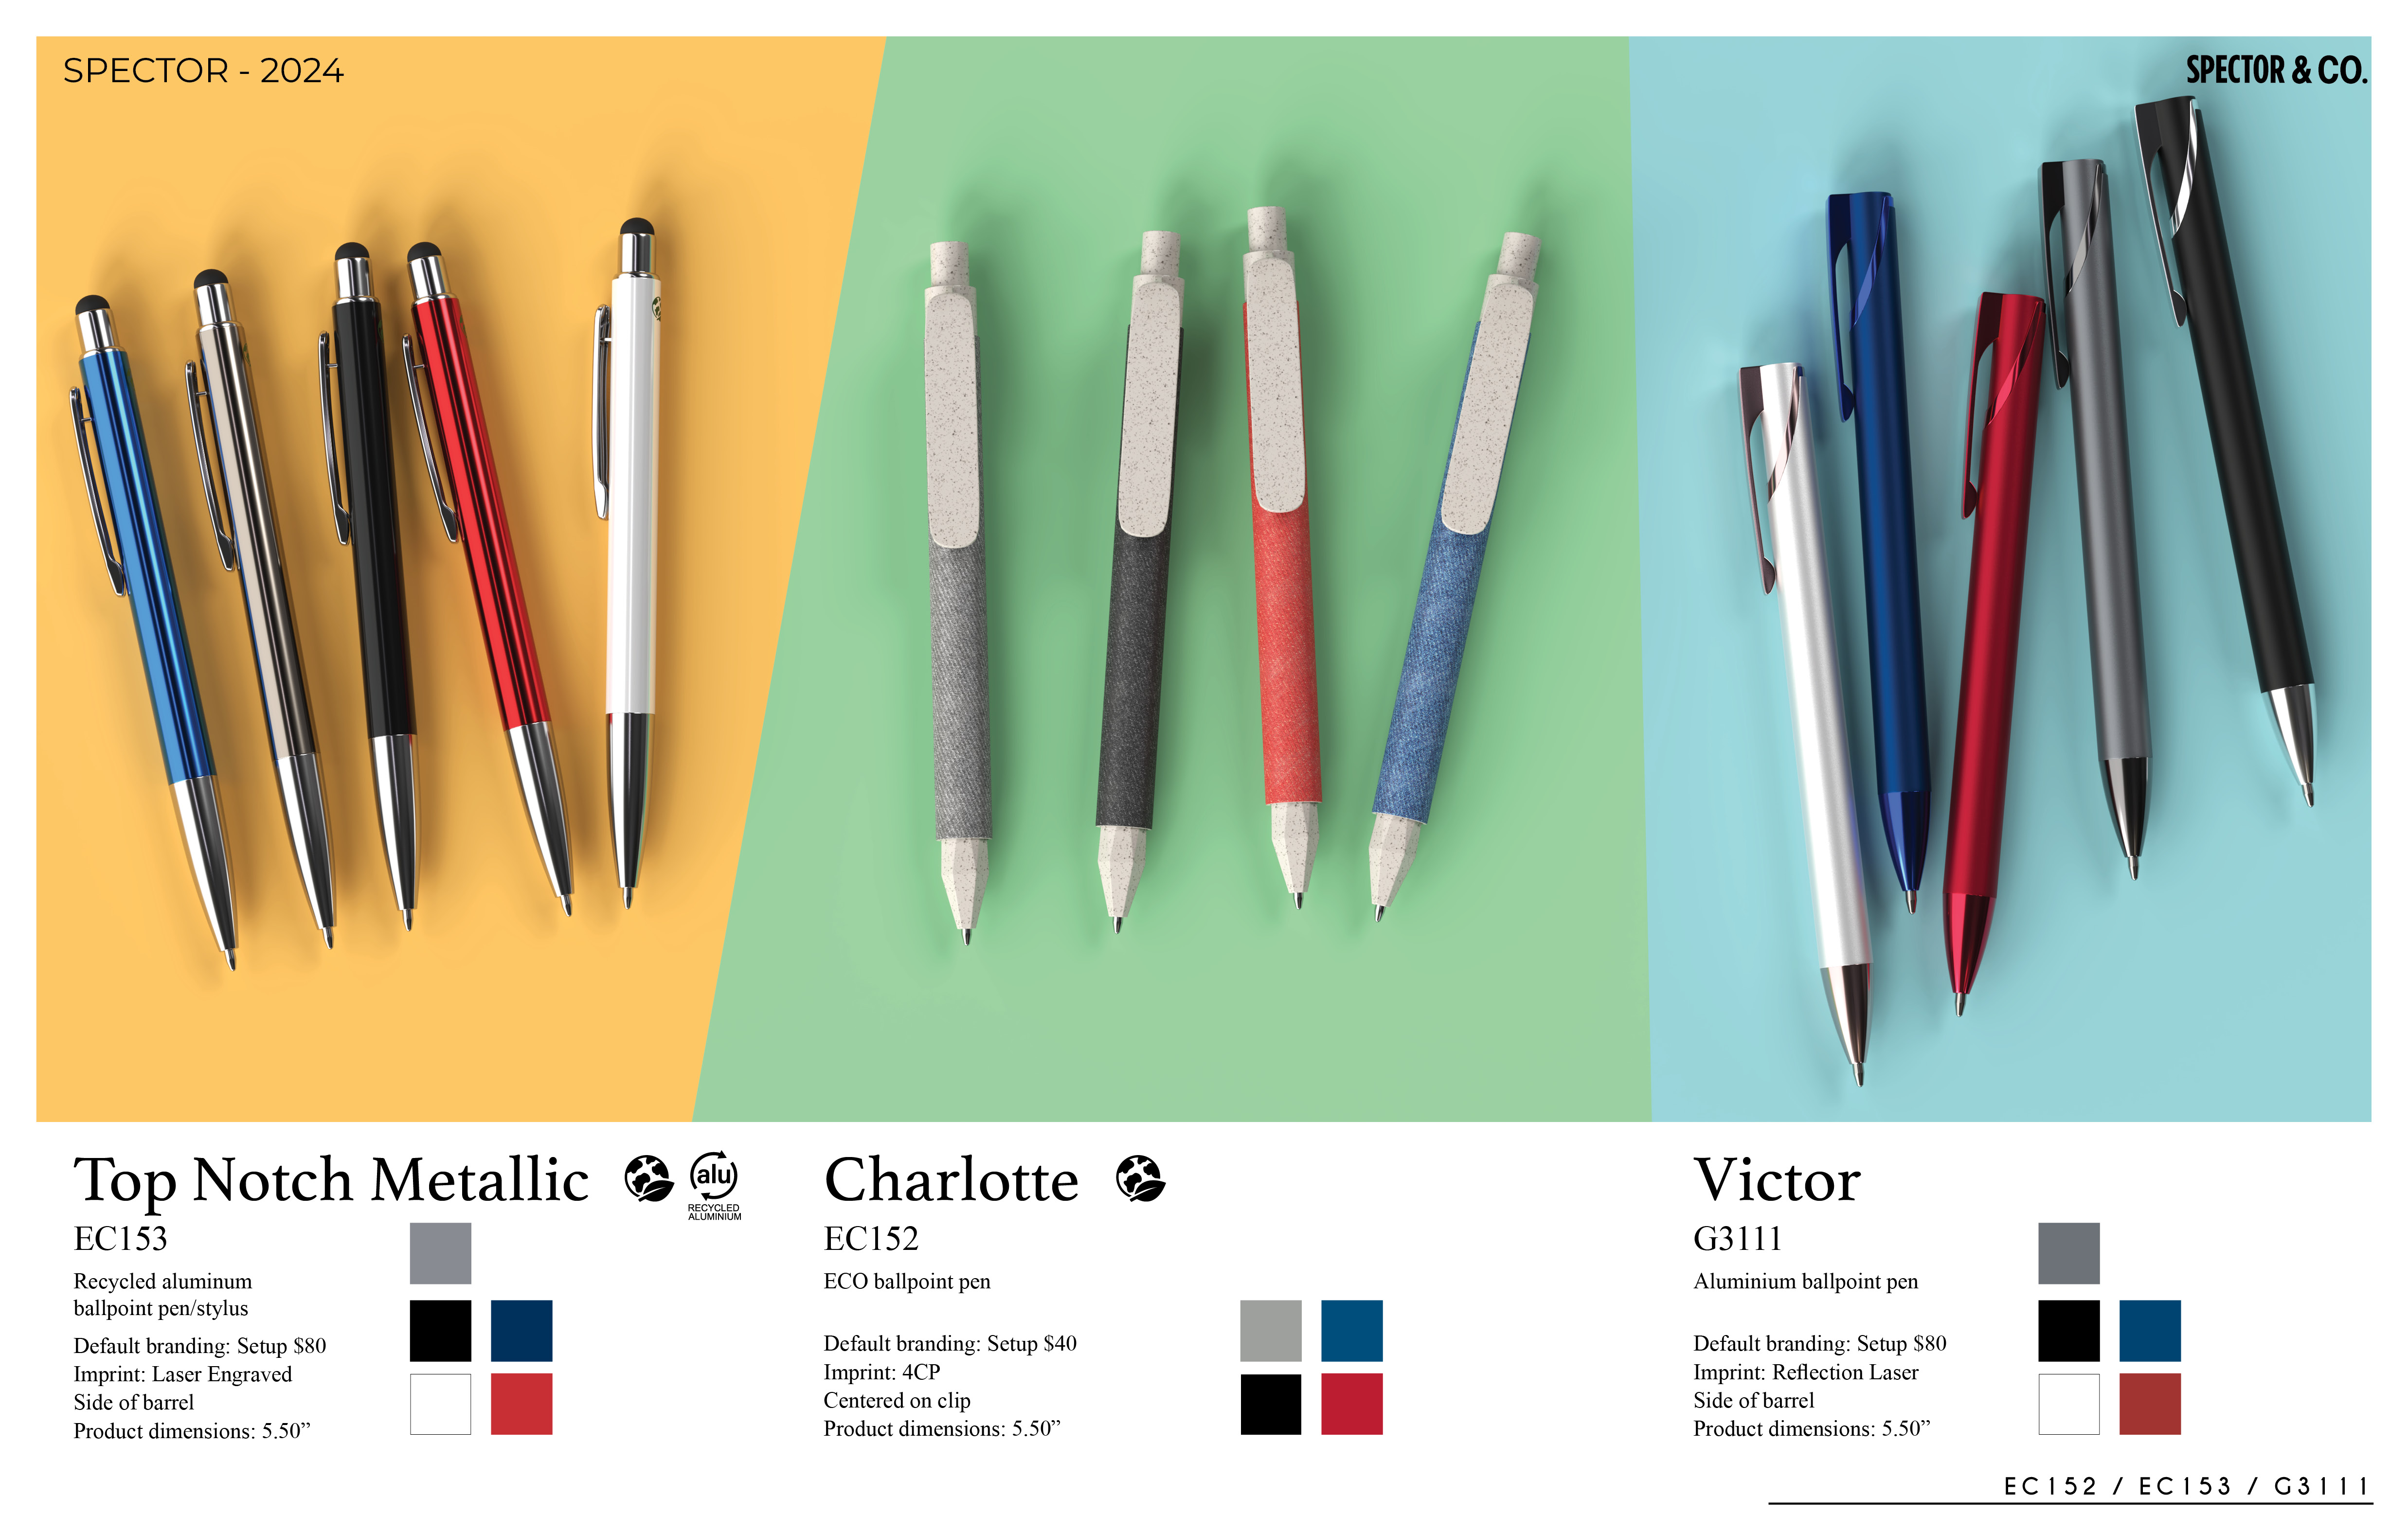 SPECTOR - 2024
SPECTOR & CO.
Top Notch Metallic
alu
RECYCLED
ALUMINIUM
EC153
Recycled aluminum
ballpoint pen/stylus
Default branding: Setup $80
Imprint: Laser Engraved
Side of barrel
Product dimensions: 5.50”
Charlotte
EC152
ECO ballpoint pen
Default branding: Setup $40
Imprint: 4CP
Centered on clip
Product dimensions: 5.50”
Victor
G3111
Aluminium ballpoint pen
Default branding: Setup $80
Imprint: Reflection Laser
Side of barrel
Product dimensions: 5.50”
EC152 / EC153 / G3111